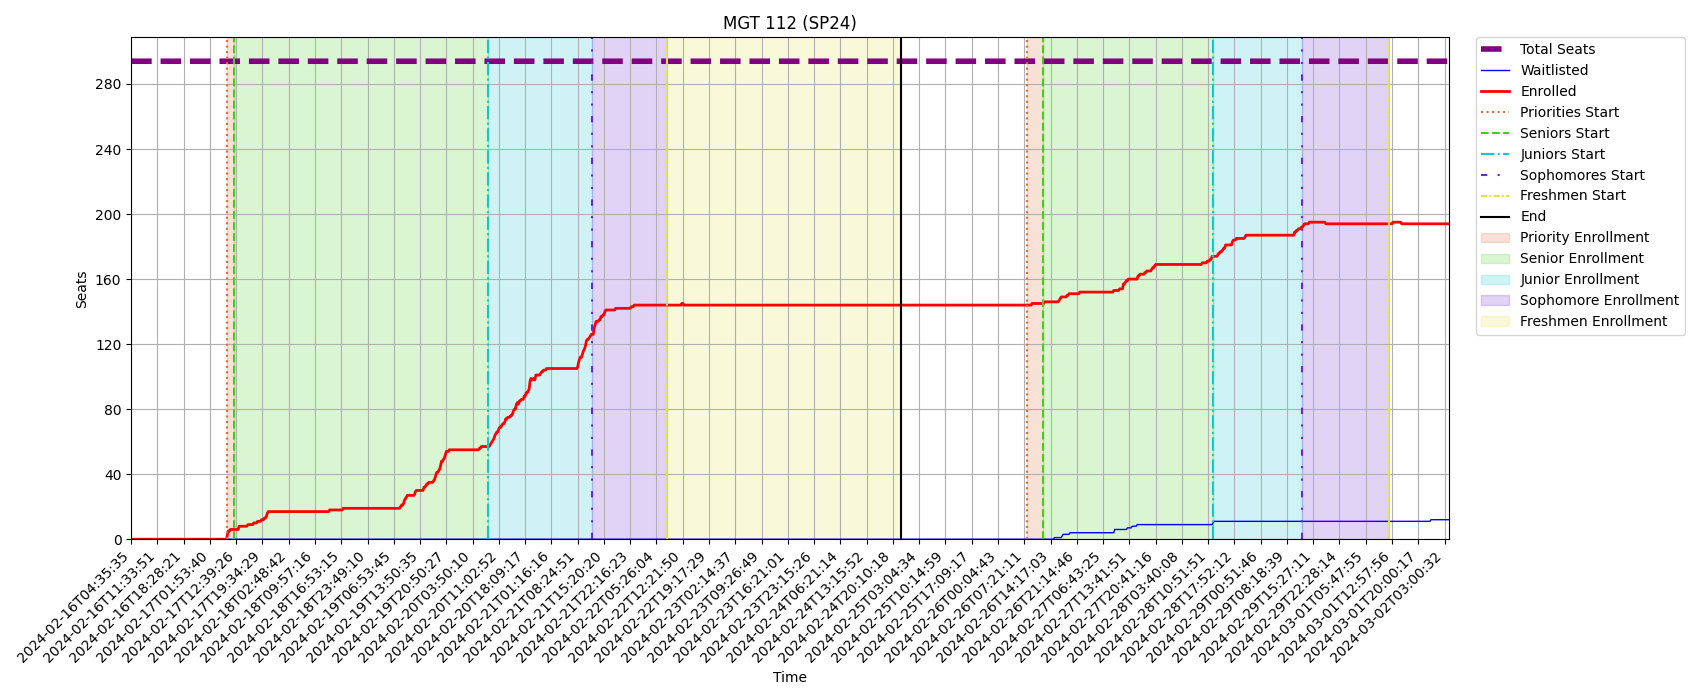 MGT 112 (SP24)
Seats
280
240
200
160
120
80
40
0
2024-02-16T04:35:35
2024-02-16T11:33:51
2024-02-16T18:28:21
2024-02-17T01:53:40
2024-02-17T12:39:26
2024-02-17T19:34:29
2024-02-18T02:48:42
2024-02-18T09:57:16
2024-02-18T16:53:15
2024-02-18T23:49:10
2024-02-19T06:53:45
2024-02-19T13:50:35
2024-02-19T20:50:27
2024-02-20T03:50:10
2024-02-20T11:02:52
2024-02-20T18:09:17
2024-02-21T01:16:16
2024-02-21T08:24:51
2024-02-21T15:20:20
2024-02-21T22:16:23
2024-02-22T05:26:04
2024-02-22T12:21:50
2024-02-22T19:17:29
2024-02-23T02:14:37
2024-02-23T09:26:49
2024-02-23T16:21:01
2024-02-23T23:15:26
2024-02-24T06:21:14
2024-02-24T13:15:52
2024-02-24T20:10:18
2024-02-25T03:04:34
2024-02-25T10:14:59
2024-02-25T17:09:17
2024-02-26T00:04:43
2024-02-26T07:21:11
2024-02-26T14:17:03
2024-02-26T21:14:46
2024-02-27T06:43:25
2024-02-27T13:41:51
2024-02-27T20:41:16
2024-02-28T03:40:08
2024-02-28T10:51:51
2024-02-28T17:52:12
2024-02-29T00:51:46
2024-02-29T08:18:39
2024-02-29T15:27:11
2024-02-29T22:28:14
2024-03-01T05:47:55
2024-03-01T12:57:56
2024-03-01T20:00:17
2024-03-02T03:00:32
Time
Total Seats
Waitlisted
Enrolled
Priorities Start
Seniors Start
Juniors Start
Sophomores Start
Freshmen Start
End
Priority Enrollment
Senior Enrollment
Junior Enrollment
Sophomore Enrollment
Freshmen Enrollment